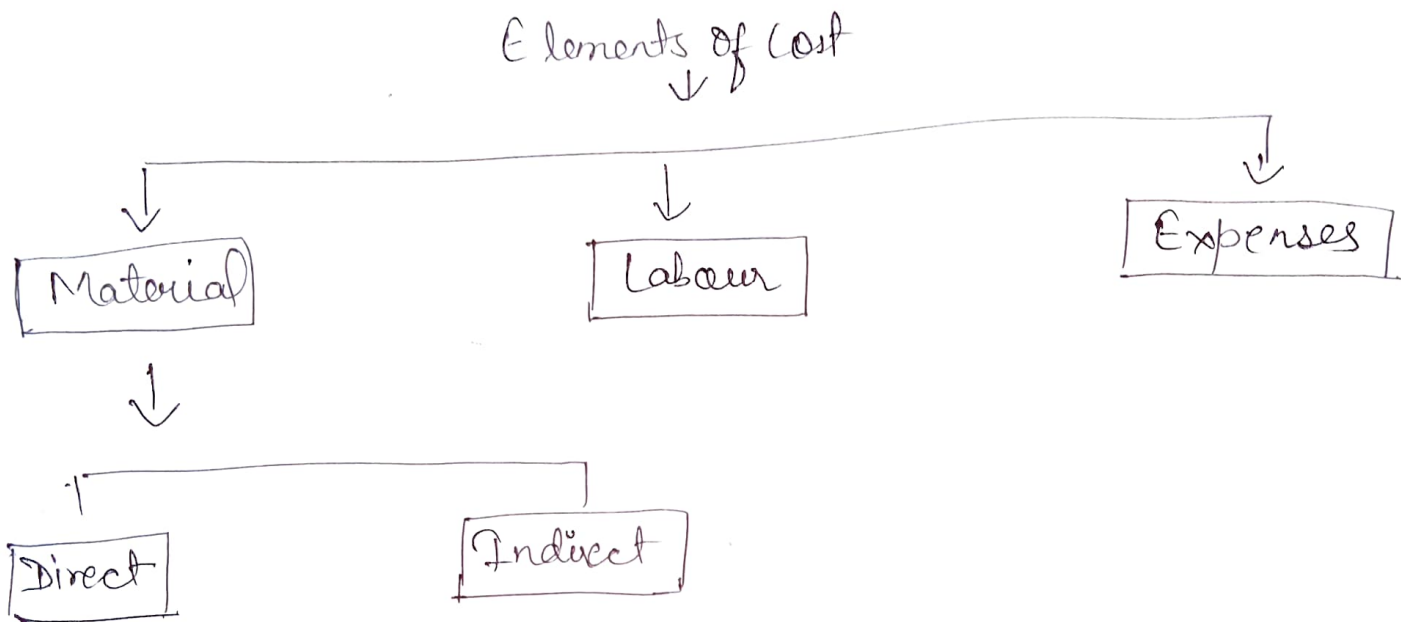 Elements of Cost
Material
Labour
Expenses
Direct
Indirect